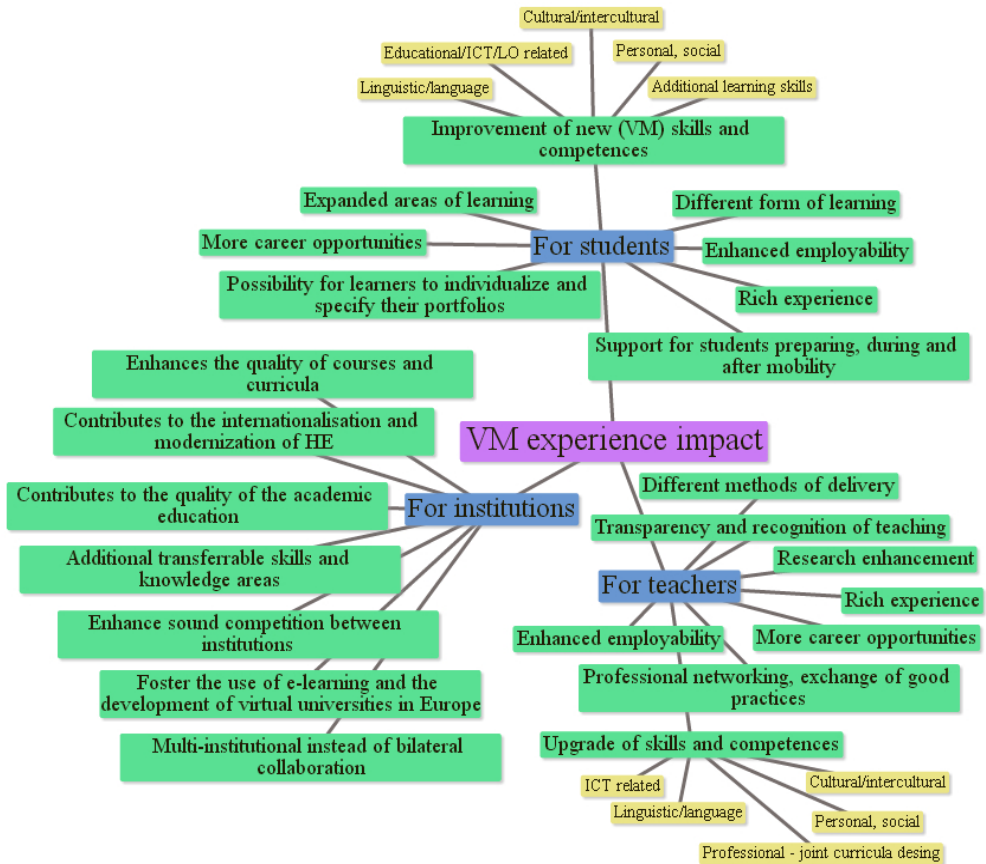 Cultural/intercultural
Educational/ICT/LO related
Personal, social
Linguistic/language
Additional learning skills
Improvement of new (VM) skills and
competences
Expanded areas of learning
Different form of learning
More career opportunities
For students
Enhanced employability
Possibility for learners to individualize and
specify their portfolios
Rich experience
Support for students preparing, during and
after mobility
Enhances the quality of courses and
curricula
Contributes to the internationalisation and
modernization of HE
VM experience impact
Contributes to the quality of the academic
education
For institutions
Additional transferrable skills and
knowledge areas
Enhance sound competition between
institutions
Foster the use of e-learning and the
development of virtual universities in Europe
Multi-institutional instead of bilateral
collaboration
Different methods of delivery
Transparency and recognition of teaching
Research enhancement
For teachers
Rich experience
Enhanced employability
More career opportunities
Professional networking, exchange of good
practices
Upgrade of skills and competences
ICT related
Cultural/intercultural
Linguistic/language
Personal, social
Professional - joint curricula desing